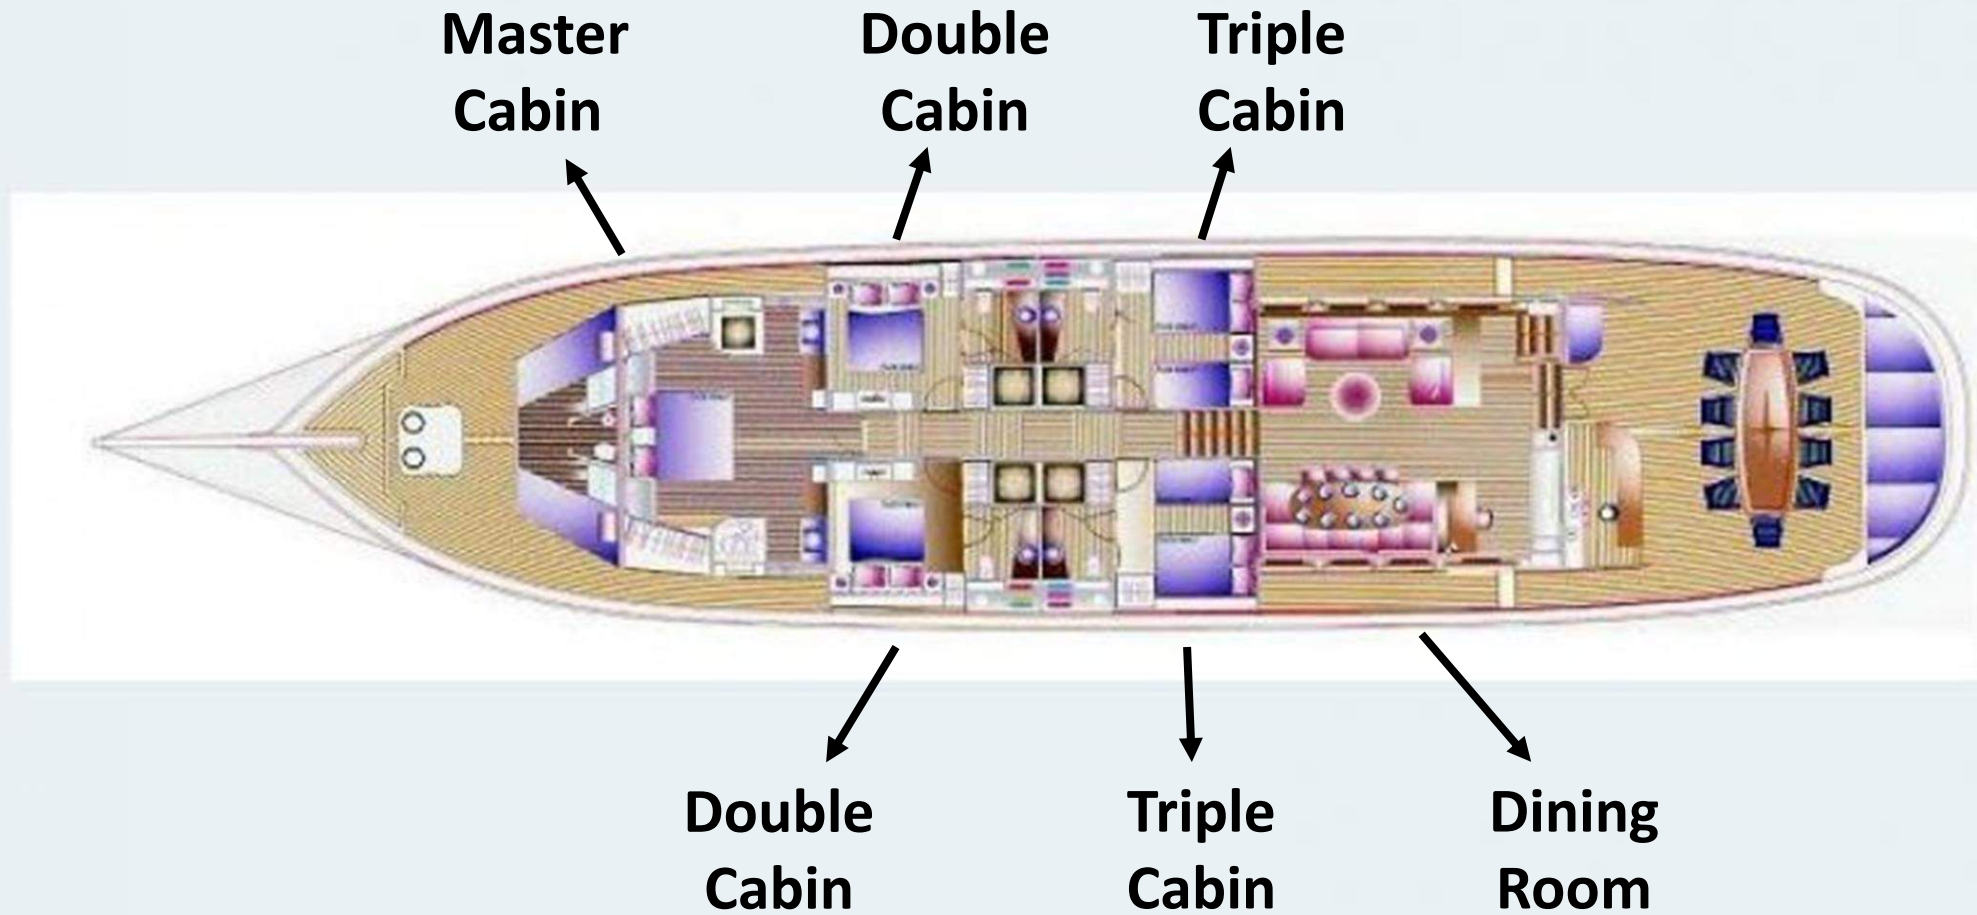 Master
Cabin
Double
Cabin
Triple
Cabin
Double
Cabin
Triple
Cabin
Dining
Room